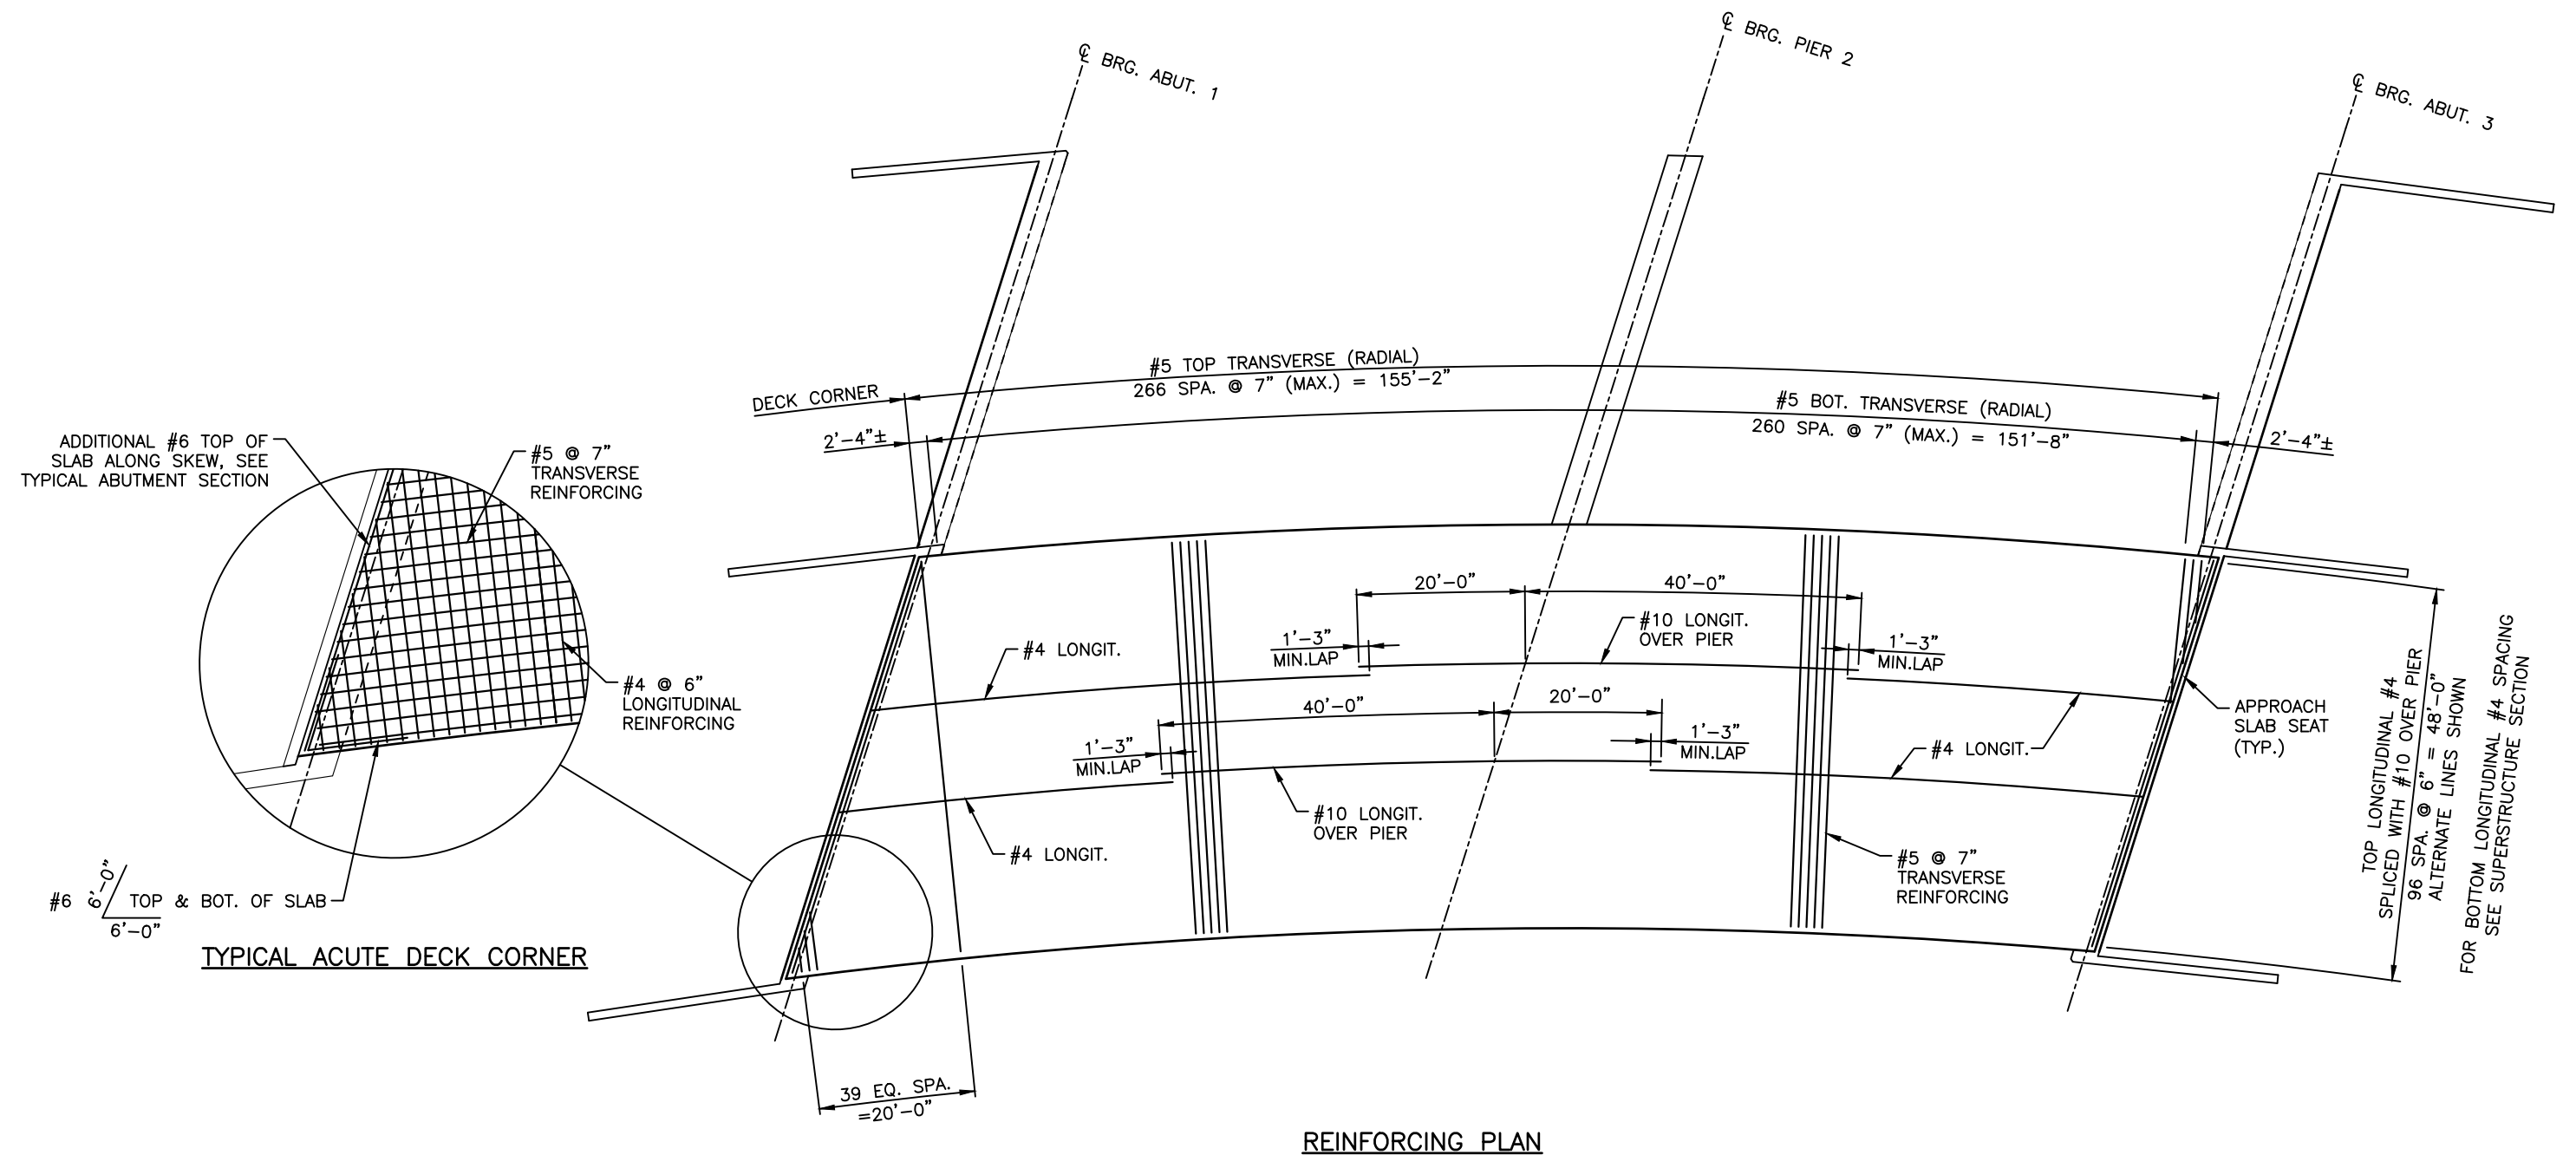 ℄ BRG. ABUT. 1
℄ BRG. PIER 2
℄ BRG. ABUT. 3
DECK CORNER
#5 TOP TRANSVERSE (RADIAL)
266 SPA. @ 7" (MAX.) = 155'-2"
#5 BOT. TRANSVERSE (RADIAL)
260 SPA. @ 7" (MAX.) = 151'-8"
2'-4"±
2'-4"±
ADDITIONAL #6 TOP OF
SLAB ALONG SKEW, SEE
TYPICAL ABUTMENT SECTION
#5 @ 7"
TRANSVERSE
REINFORCING
#4 @ 6"
LONGITUDINAL
REINFORCING
#6
6'-0"
6'-0"
TOP & BOT. OF SLAB
TYPICAL ACUTE DECK CORNER
20'-0"
40'-0"
#10 LONGIT.
OVER PIER
1'-3"
MIN.LAP
1'-3"
MIN.LAP
#4 LONGIT.
40'-0"
20'-0"
1'-3"
MIN.LAP
1'-3"
MIN.LAP
#4 LONGIT.
#10 LONGIT.
OVER PIER
#4 LONGIT.
#5 @ 7"
TRANSVERSE
REINFORCING
APPROACH
SLAB SEAT
(TYP.)
TOP LONGITUDINAL #4
SPLICED WITH #10 OVER PIER
96 SPA. @ 6" = 48'-0"
ALTERNATE LINES SHOWN
FOR BOTTOM LONGITUDINAL #4 SPACING
SEE SUPERSTRUCTURE SECTION
39 EQ. SPA.
=20'-0"
REINFORCING PLAN